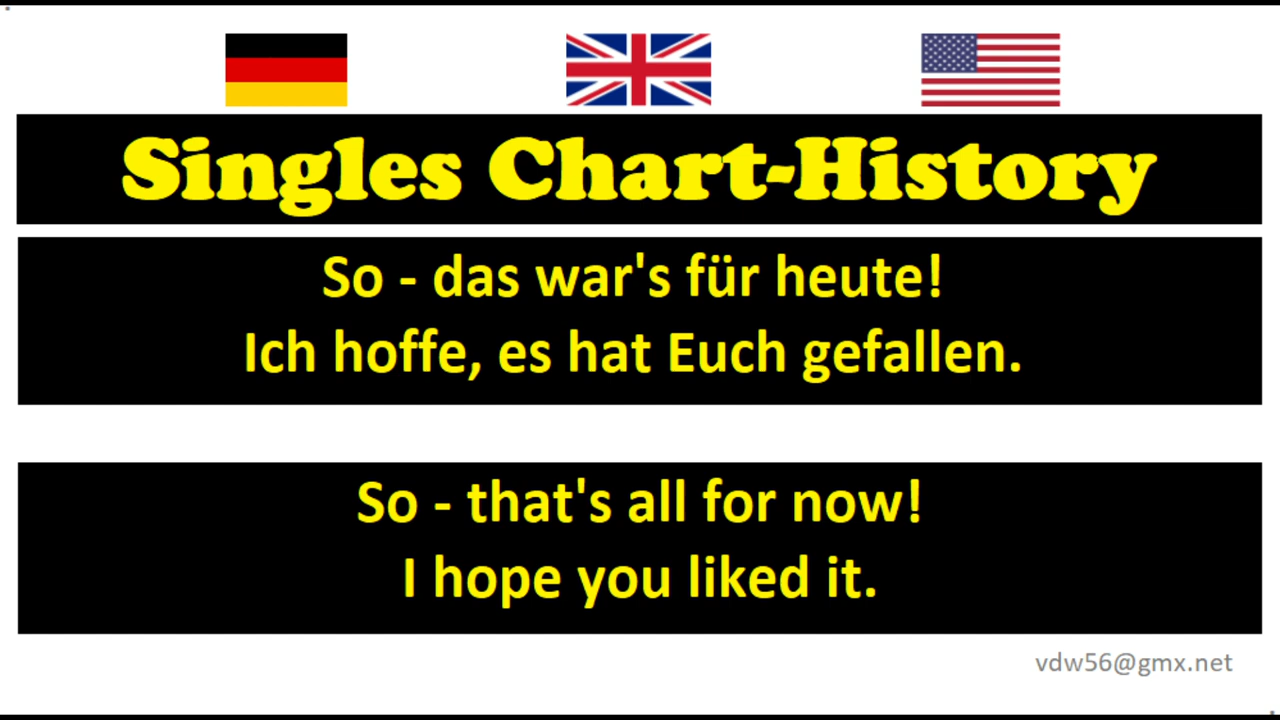 Singles Chart-History
So - das war's für heute!
Ich hoffe, es hat Euch gefallen.
So - that's all for now!
I hope you liked it.
vdw56@gmx.net